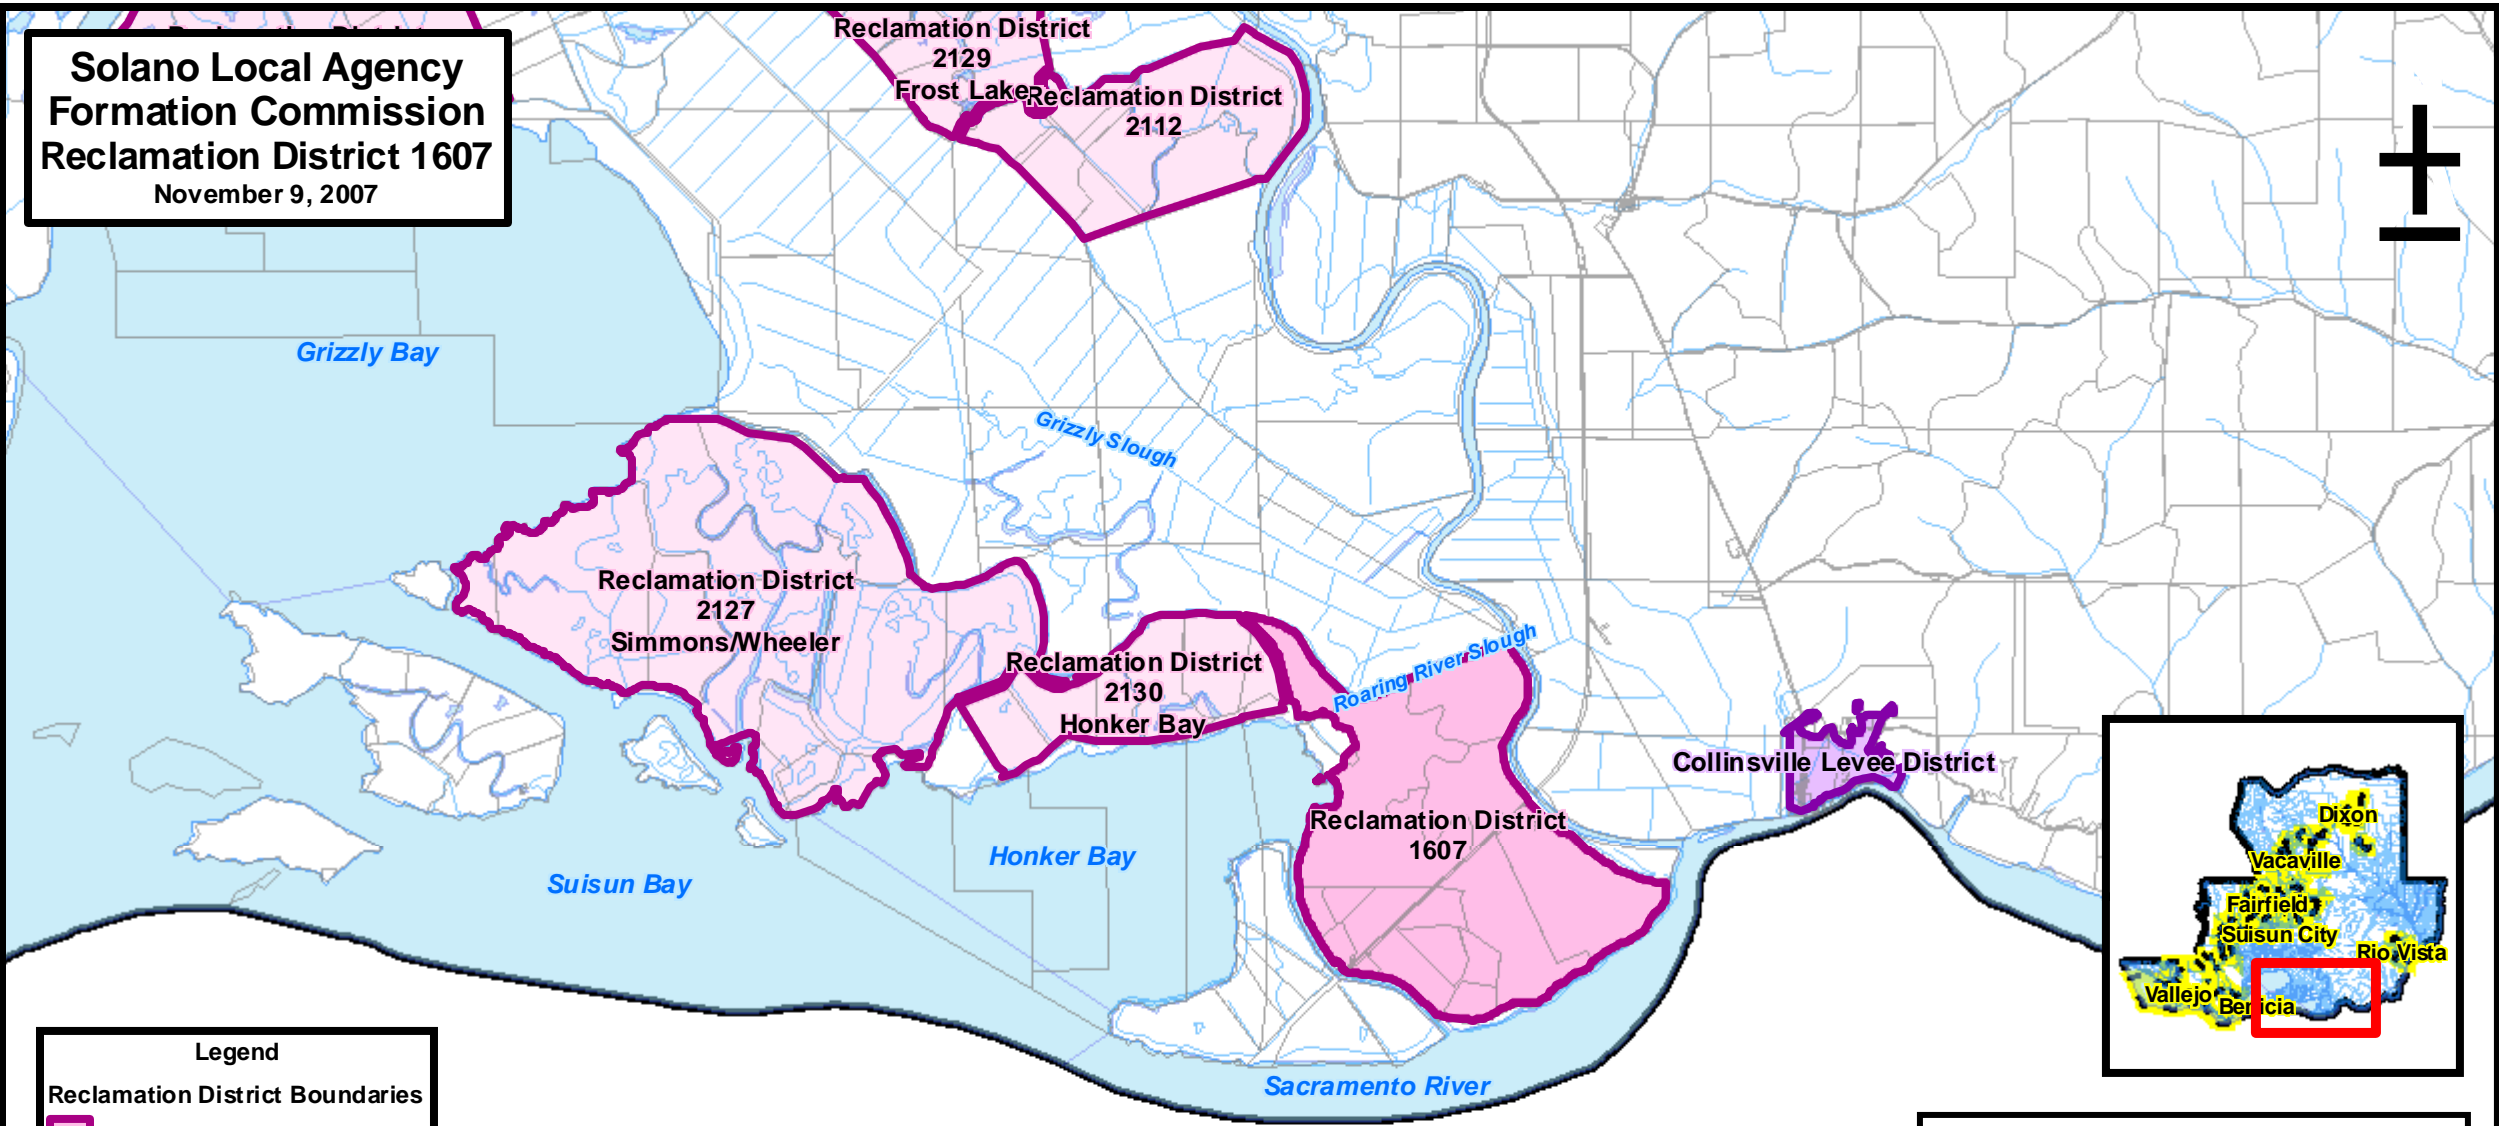 Solano Local Agency
Formation Commission
Reclamation District 1607
November 9, 2007
Reclamation District
2129
Frost Lake
Reclamation District
2112
Grizzly Bay
Grizzly Slough
Reclamation District
2127
Simmons/Wheeler
Reclamation District
2130
Honker Bay
Roaring River Slough
Collinsville Levee District
Reclamation District
1607
Honker Bay
Suisun Bay
Sacramento River
Dixon
Vacaville
Fairfield
Suisun City
Rio Vista
Vallejo
Benicia
Legend
Reclamation District Boundaries